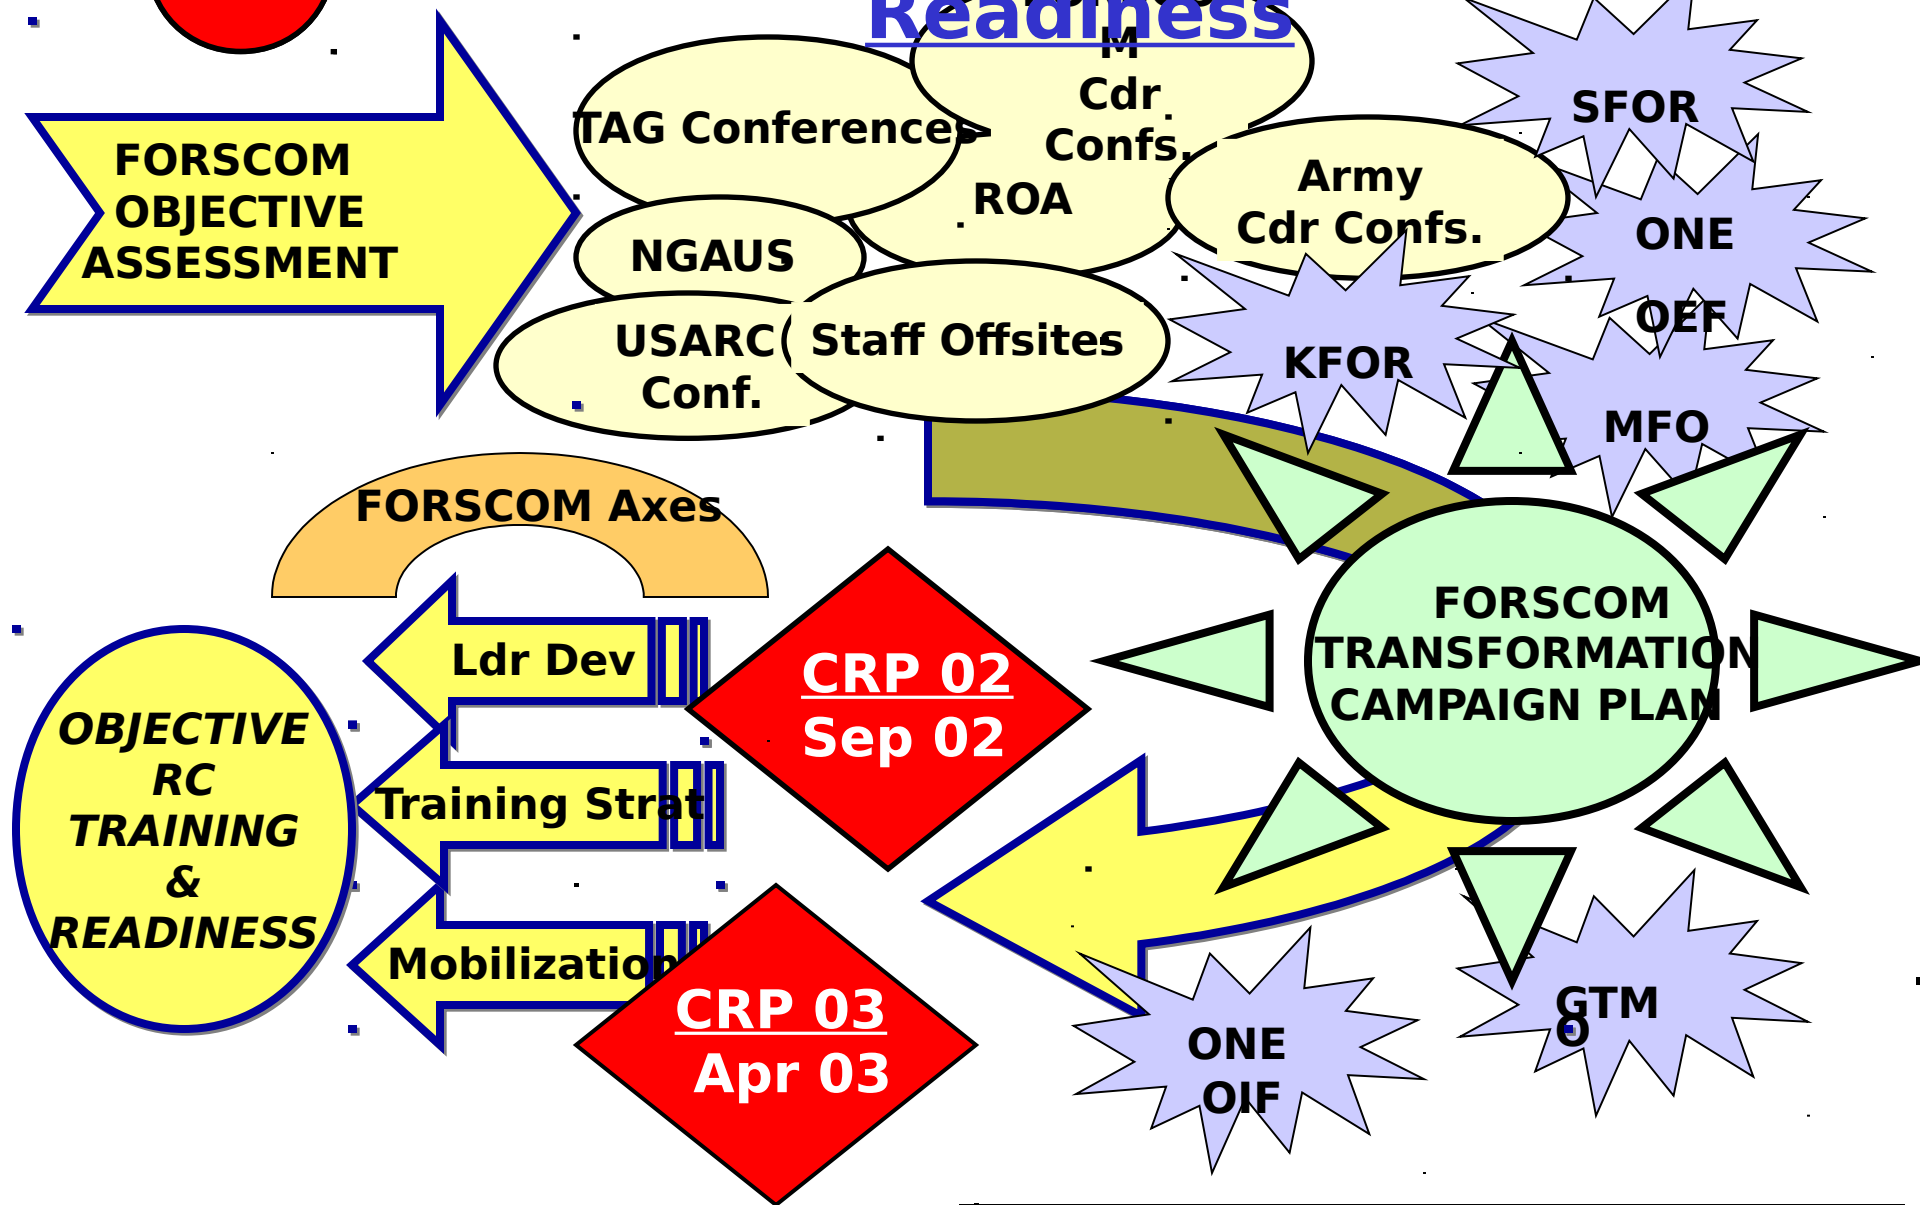 Readiness
M
Cdr
Confs.
TAG Conferences
ROA
Army
Cdr Confs.
SFOR
FORSCOM
OBJECTIVE
ASSESSMENT
NGAUS
ONE
OEF
USARC
Conf.
Staff Offsites
KFOR
MFO
FORSCOM Axes
FORSCOM
TRANSFORMATION
CAMPAIGN PLAN
Ldr Dev
CRP 02
Sep 02
OBJECTIVE
RC
TRAINING
&
READINESS
Training Strat
Mobilization
CRP 03
Apr 03
ONE
OIF
GTM
O